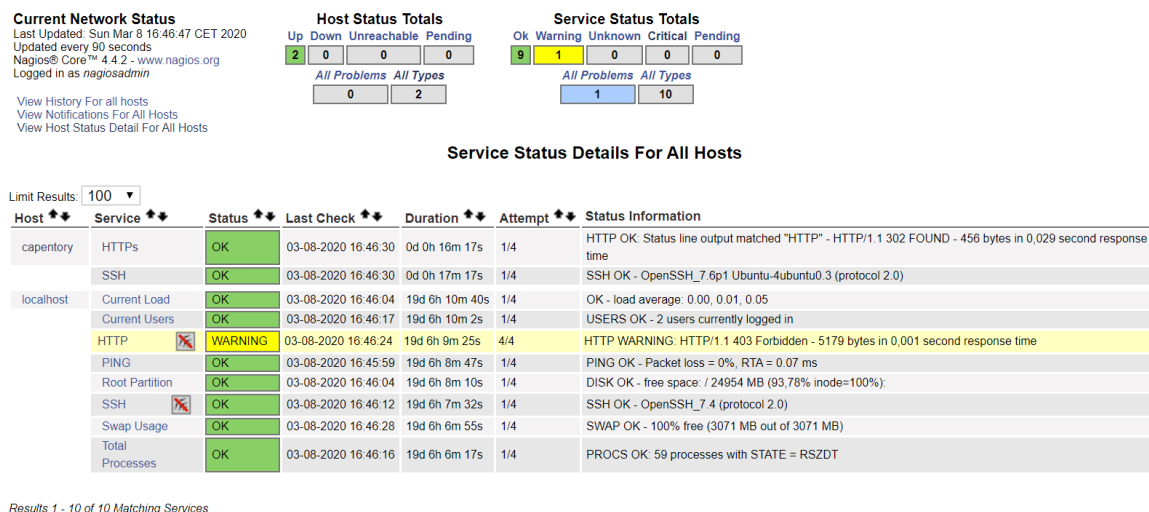 Current Network Status
Last Updated: Sun Mar 8 16:46:47 CET 2020
Updated every 90 seconds
Nagios® Core™ 4.4.2 - www.nagios.org
Logged in as nagiosadmin
View History For all hosts
View Notifications For All Hosts
View Host Status Detail For All Hosts
Host Status Totals
Up Down Unreachable Pending
2 0 0 0
All Problems All Types
0 2
Service Status Totals
Ok Warning Unknown Critical Pending
9 1 0 0 0
All Problems All Types
1 10
Service Status Details For All Hosts
Limit Results: 100
Host Service Status Last Check Duration Attempt Status Information
capentory HTTPs OK 03-08-2020 16:46:30 0d 0h 16m 17s 1/4 HTTP OK: Status line output matched "HTTP" - HTTP/1.1 302 FOUND - 456 bytes in 0,029 second response
time
SSH OK 03-08-2020 16:46:30 0d 0h 17m 17s 1/4 SSH OK - OpenSSH_7.6p1 Ubuntu-4ubuntu0.3 (protocol 2.0)
localhost Current Load OK 03-08-2020 16:46:04 19d 6h 10m 40s 1/4 OK - load average: 0.00, 0.01, 0.05
Current Users OK 03-08-2020 16:46:17 19d 6h 10m 2s 1/4 USERS OK - 2 users currently logged in
HTTP WARNING 03-08-2020 16:46:24 19d 6h 9m 25s 4/4 HTTP WARNING: HTTP/1.1 403 Forbidden - 5179 bytes in 0,001 second response time
PING OK 03-08-2020 16:45:59 19d 6h 8m 47s 1/4 PING OK - Packet loss = 0%, RTA = 0.07 ms
Root Partition OK 03-08-2020 16:46:04 19d 6h 8m 10s 1/4 DISK OK - free space: / 24954 MB (93,78% inode=100%):
SSH OK 03-08-2020 16:46:12 19d 6h 7m 32s 1/4 SSH OK - OpenSSH_7.4 (protocol 2.0)
Swap Usage OK 03-08-2020 16:46:28 19d 6h 6m 55s 1/4 SWAP OK - 100% free (3071 MB out of 3071 MB)
Total
Processes OK 03-08-2020 16:46:16 19d 6h 6m 17s 1/4 PROCS OK: 59 processes with STATE = RSZDT
Results 1 - 10 of 10 Matching Services